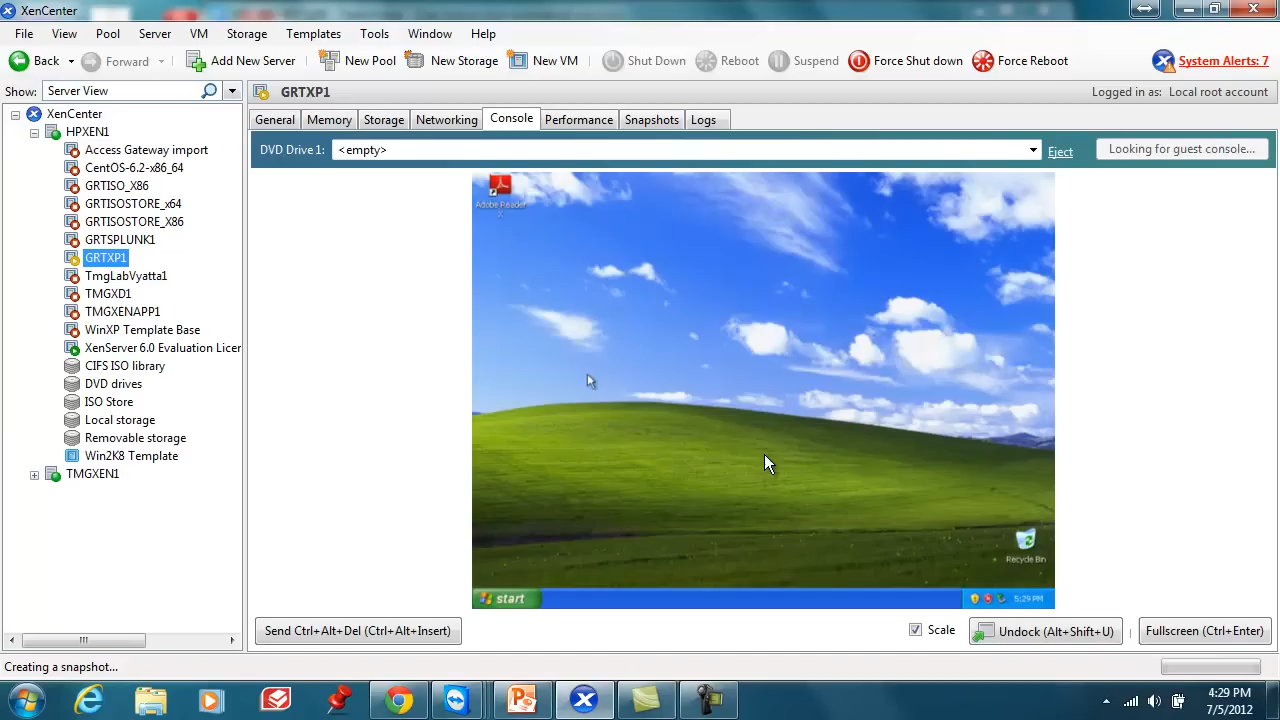 XenCenter
File View Pool Server VM Storage Templates Tools Window Help
Back Forward Add New Server New Pool New Storage New VM Shut Down Reboot Suspend Force Shut down Force Reboot System Alerts: 7
Show: Server View
GRTXP1 Logged in as: Local root account
XenCenter
HPXEN1
Access Gateway import
CentOS-6.2-x86_64
GRTISO_X86
GRTISOSTORE_x64
GRTISOSTORE_X86
GRTSPLUNK1
GRTXP1
TmgLabVyatta1
TMGXD1
TMGXENAPP1
WinXP Template Base
XenServer 6.0 Evaluation Licer
CIFS ISO library
DVD drives
ISO Store
Local storage
Removable storage
Win2K8 Template
TMGXEN1
General Memory Storage Networking Console Performance Snapshots Logs
DVD Drive 1: <empty> Eject Looking for guest console...
Adobe Reader
X
Recycle Bin
start 5:29 PM
Send Ctrl+Alt+Del (Ctrl+Alt+Insert) Scale Undock (Alt+Shift+U) Fullscreen (Ctrl+Enter)
Creating a snapshot...
4:29 PM
7/5/2012